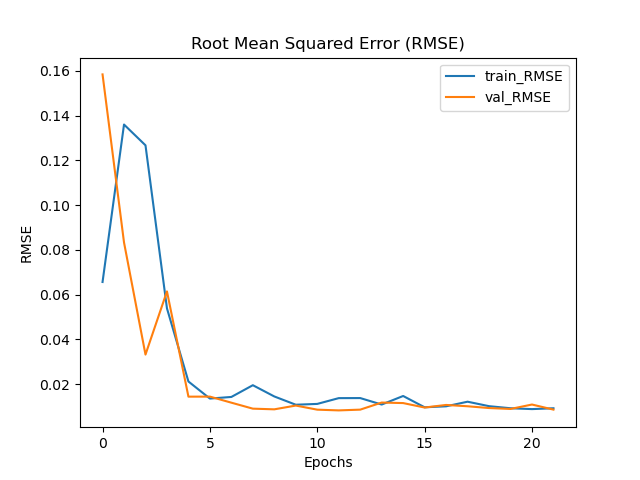 Root Mean Squared Error (RMSE)
train_RMSE
val_RMSE
0.16
0.14
0.12
0.10
0.08
0.06
0.04
0.02
RMSE
0 5 10 15 20
Epochs